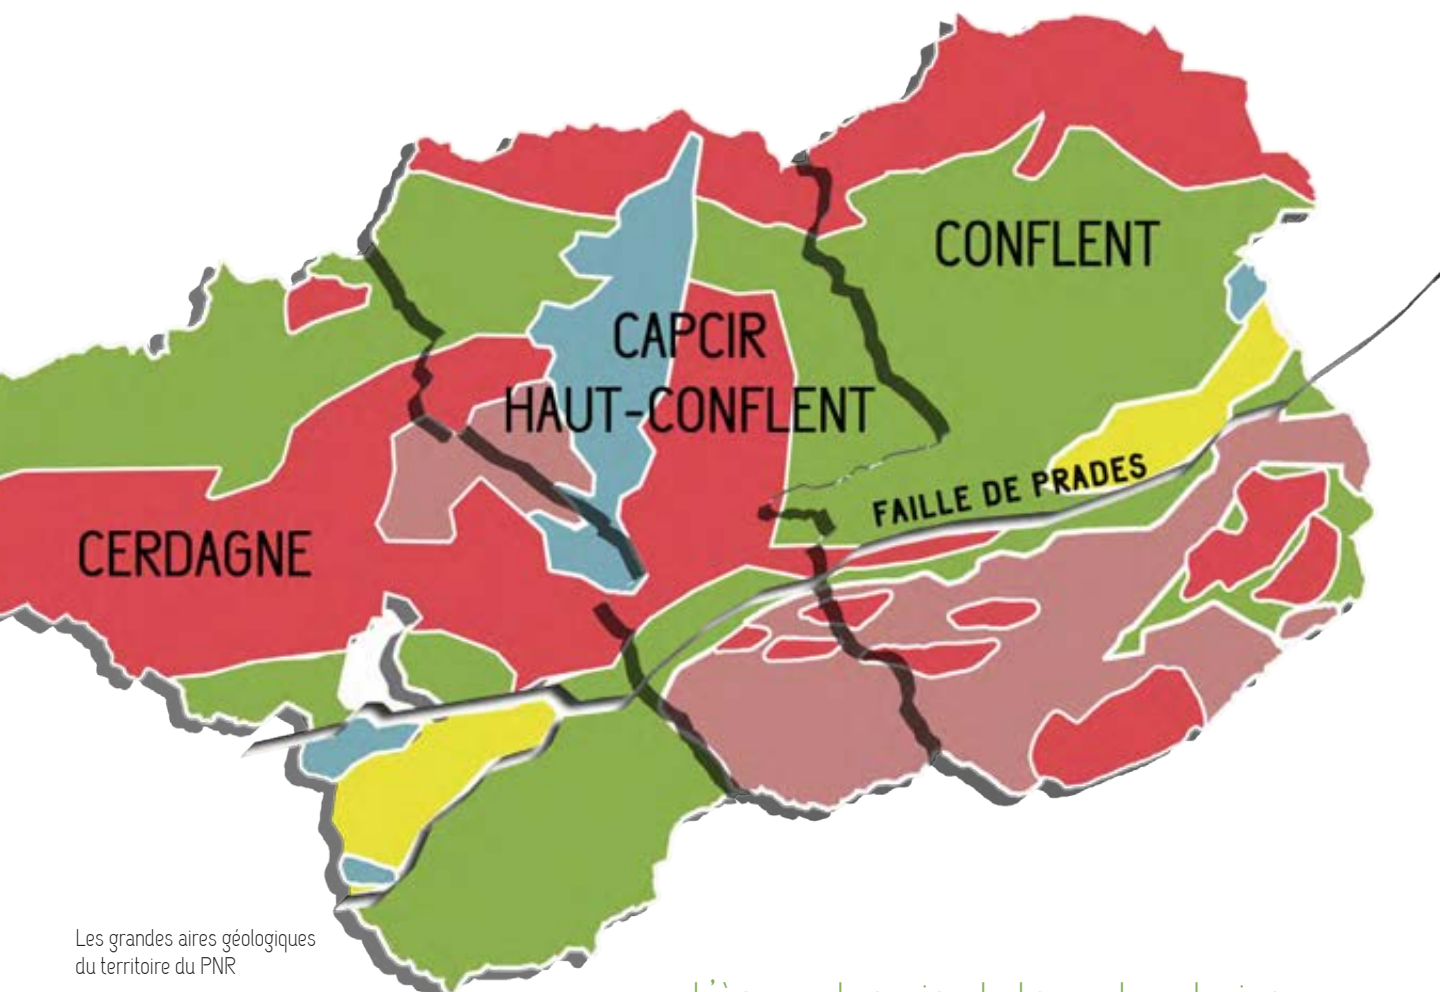 CONFLENT
CAPCIR
HAUT-CONFLENT
FAILLE DE PRADES
CERDAGNE
Les grandes aires géologiques
du territoire du PNR